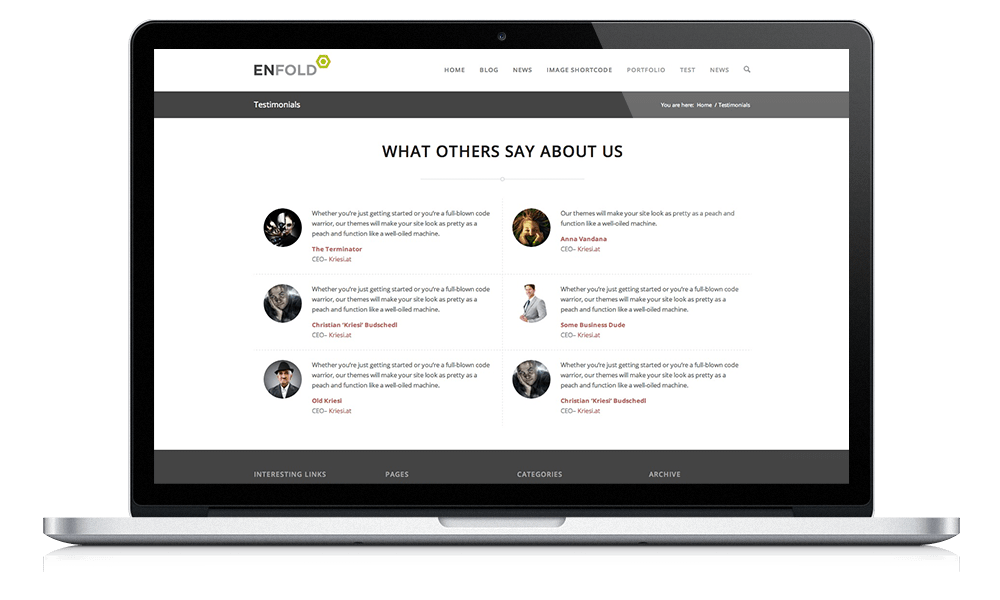 ENFOLD
HOME BLOG NEWS IMAGE SHORTCODE PORTFOLIO TEST NEWS
Testimonials
You are here: Home / Testimonials
WHAT OTHERS SAY ABOUT US
Whether you're just getting started or you're a full-blown code
warrior, our themes will make your site look as pretty as a
peach and function like a well-oiled machine.
The Terminator
CEO– Kriesi.at
Our themes will make your site look as pretty as a peach and
function like a well-oiled machine.
Anna Vandana
CEO– Kriesi.at
Whether you're just getting started or you're a full-blown code
warrior, our themes will make your site look as pretty as a
peach and function like a well-oiled machine.
Christian 'Kriesi' Budschedl
CEO– Kriesi.at
Whether you're just getting started or you're a full-blown code
warrior, our themes will make your site look as pretty as a
peach and function like a well-oiled machine.
Some Business Dude
CEO– Kriesi.at
Whether you're just getting started or you're a full-blown code
warrior, our themes will make your site look as pretty as a
peach and function like a well-oiled machine.
Old Kriesi
CEO– Kriesi.at
Whether you're just getting started or you're a full-blown code
warrior, our themes will make your site look as pretty as a
peach and function like a well-oiled machine.
Christian 'Kriesi' Budschedl
CEO– Kriesi.at
INTERESTING LINKS PAGES CATEGORIES ARCHIVE